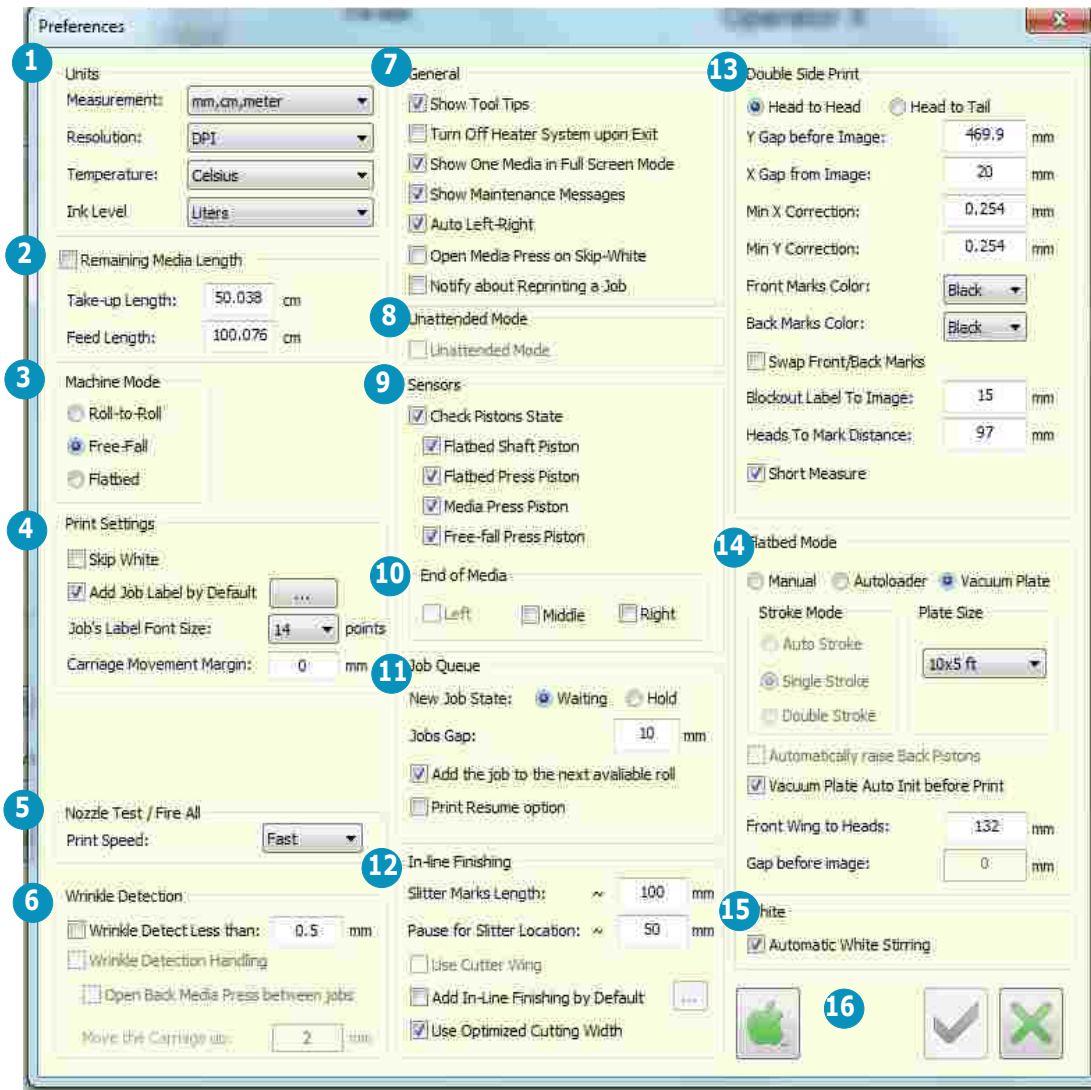 Operator X
Preferences
1
Units
Measurement: mm,cm,meter
Resolution: DPI
Temperature: Celsius
Ink Level Liters
2
Remaining Media Length
Take-up Length: 50.038 cm
Feed Length: 100.076 cm
3
Machine Mode
Roll-to-Roll
Free-Fall
Flatbed
4
Print Settings
Skip White
Add Job Label by Default ...
Job's Label Font Size: 14 points
Carriage Movement Margin: 0 mm
5
Nozzle Test / Fire All
Print Speed: Fast
6
Wrinkle Detection
Wrinkle Detect Less than: 0.5 mm
Wrinkle Detection Handling
Open Back Media Press between jobs
Move the Carriage up: 2 mm
7
General
Show Tool Tips
Turn Off Heater System upon Exit
Show One Media in Full Screen Mode
Show Maintenance Messages
Auto Left-Right
Open Media Press on Skip-White
Notify about Reprinting a Job
8
Unattended Mode
Unattended Mode
9
Sensors
Check Pistons State
Flatbed Shaft Piston
Flatbed Press Piston
Media Press Piston
Free-fall Press Piston
10
End of Media
Left Middle Right
11
Job Queue
New Job State: Waiting Hold
Jobs Gap: 10 mm
Add the job to the next avaliable roll
Print Resume option
12
In-line Finishing
Slitter Marks Length: ~ 100 mm
Pause for Slitter Location: ~ 50 mm
Use Cutter Wing
Add In-Line Finishing by Default ...
Use Optimized Cutting Width
13
Double Side Print
Head to Head Head to Tail
Y Gap before Image: 469.9 mm
X Gap from Image: 20 mm
Min X Correction: 0.254 mm
Min Y Correction: 0.254 mm
Front Marks Color: Black
Back Marks Color: Black
Swap Front/Back Marks
Blockout Label To Image: 15 mm
Heads To Mark Distance: 97 mm
Short Measure
14
Flatbed Mode
Manual Autoloader Vacuum Plate
Stroke Mode Plate Size
Auto Stroke
10x5 ft
Single Stroke
Double Stroke
Automatically raise Back Pistons
Vacuum Plate Auto Init before Print
Front Wing to Heads: 132 mm
Gap before image: 0 mm
15
White
Automatic White Stirring
16